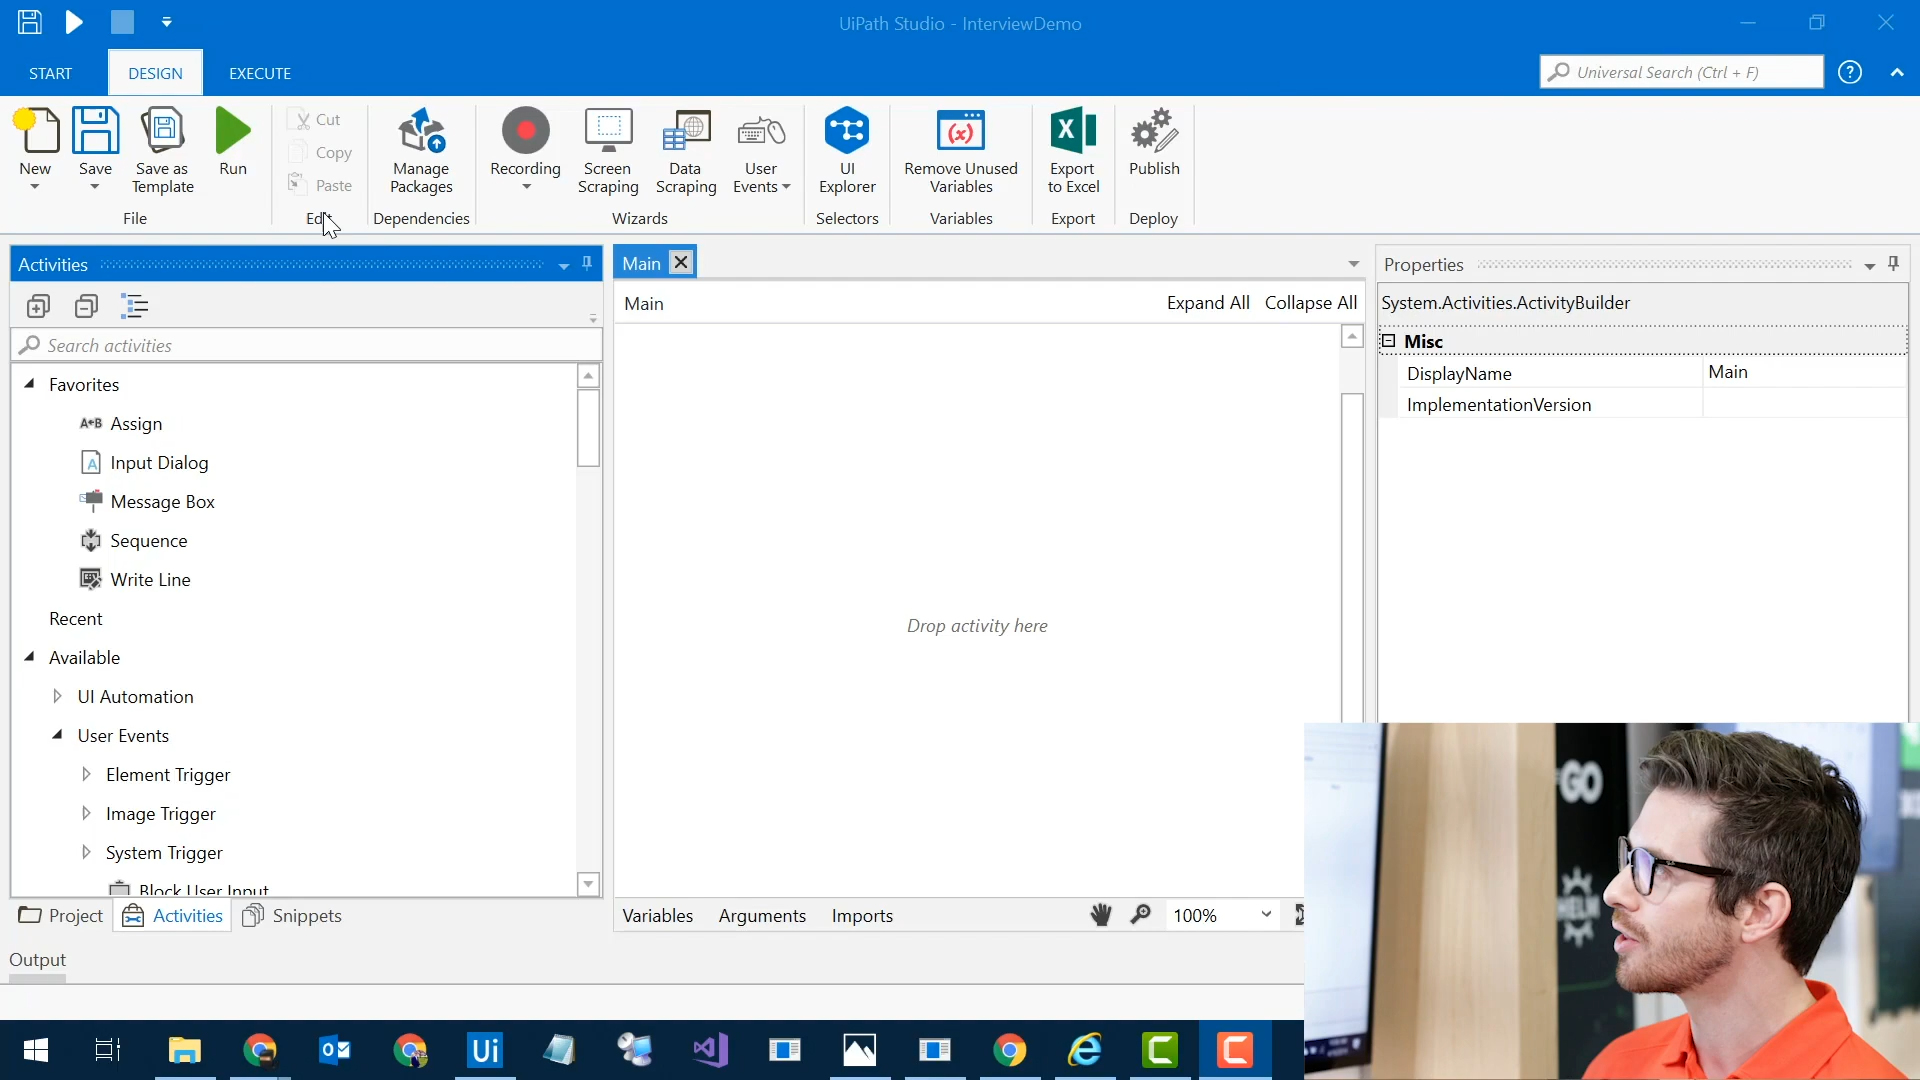 UiPath Studio - InterviewDemo
START
DESIGN
EXECUTE
Universal Search (Ctrl + F)
New
Save
Save as
Template
Run
Cut
Copy
Paste
Manage
Packages
Recording
Screen
Scraping
Data
Scraping
User
Events
UI
Explorer
Remove Unused
Variables
Export
to Excel
Publish
File
Dependencies
Wizards
Selectors
Variables
Export
Deploy
Activities
Search activities
Favorites
Assign
Input Dialog
Message Box
Sequence
Write Line
Recent
Available
UI Automation
User Events
Element Trigger
Image Trigger
System Trigger
Block User Input
Project
Activities
Snippets
Output
Main
Main
Expand All
Collapse All
Drop activity here
Variables
Arguments
Imports
100%
Properties
System.Activities.ActivityBuilder
Misc
DisplayName
Main
ImplementationVersion
GO
HELM
Ui